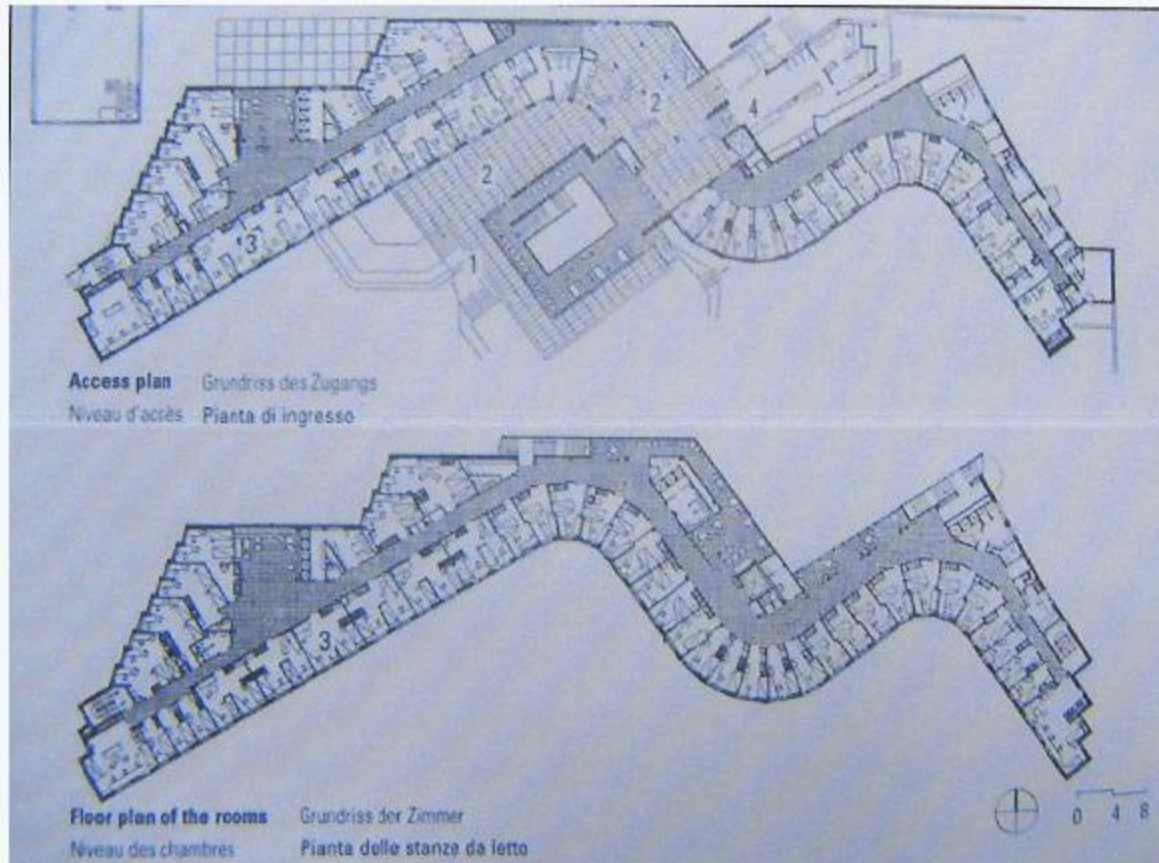 2
2
4
3
1
Access plan Grundriss des Zugangs
Niveau d'accès Pianta di ingresso
3
Floor plan of the rooms Grundriss der Zimmer
Niveau des chambres Pianta delle stanze da letto
0 4 8